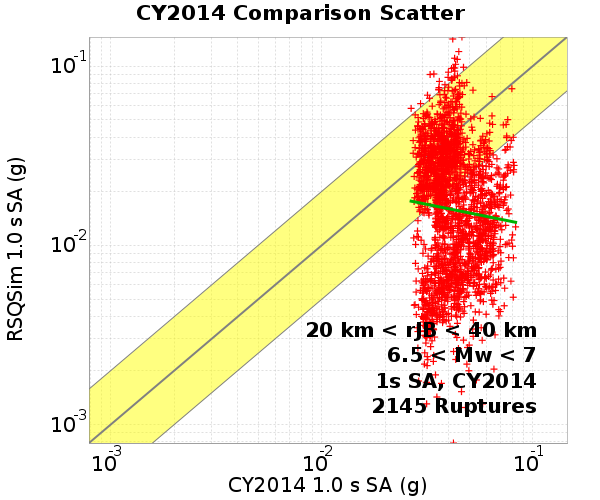 CY2014 Comparison Scatter
10-1
10-2
10-3
RSQSim 1.0 s SA (g)
20 km < rJB < 40 km
6.5 < Mw < 7
1s SA, CY2014
2145 Ruptures
10-3 10-2 10-1
CY2014 1.0 s SA (g)